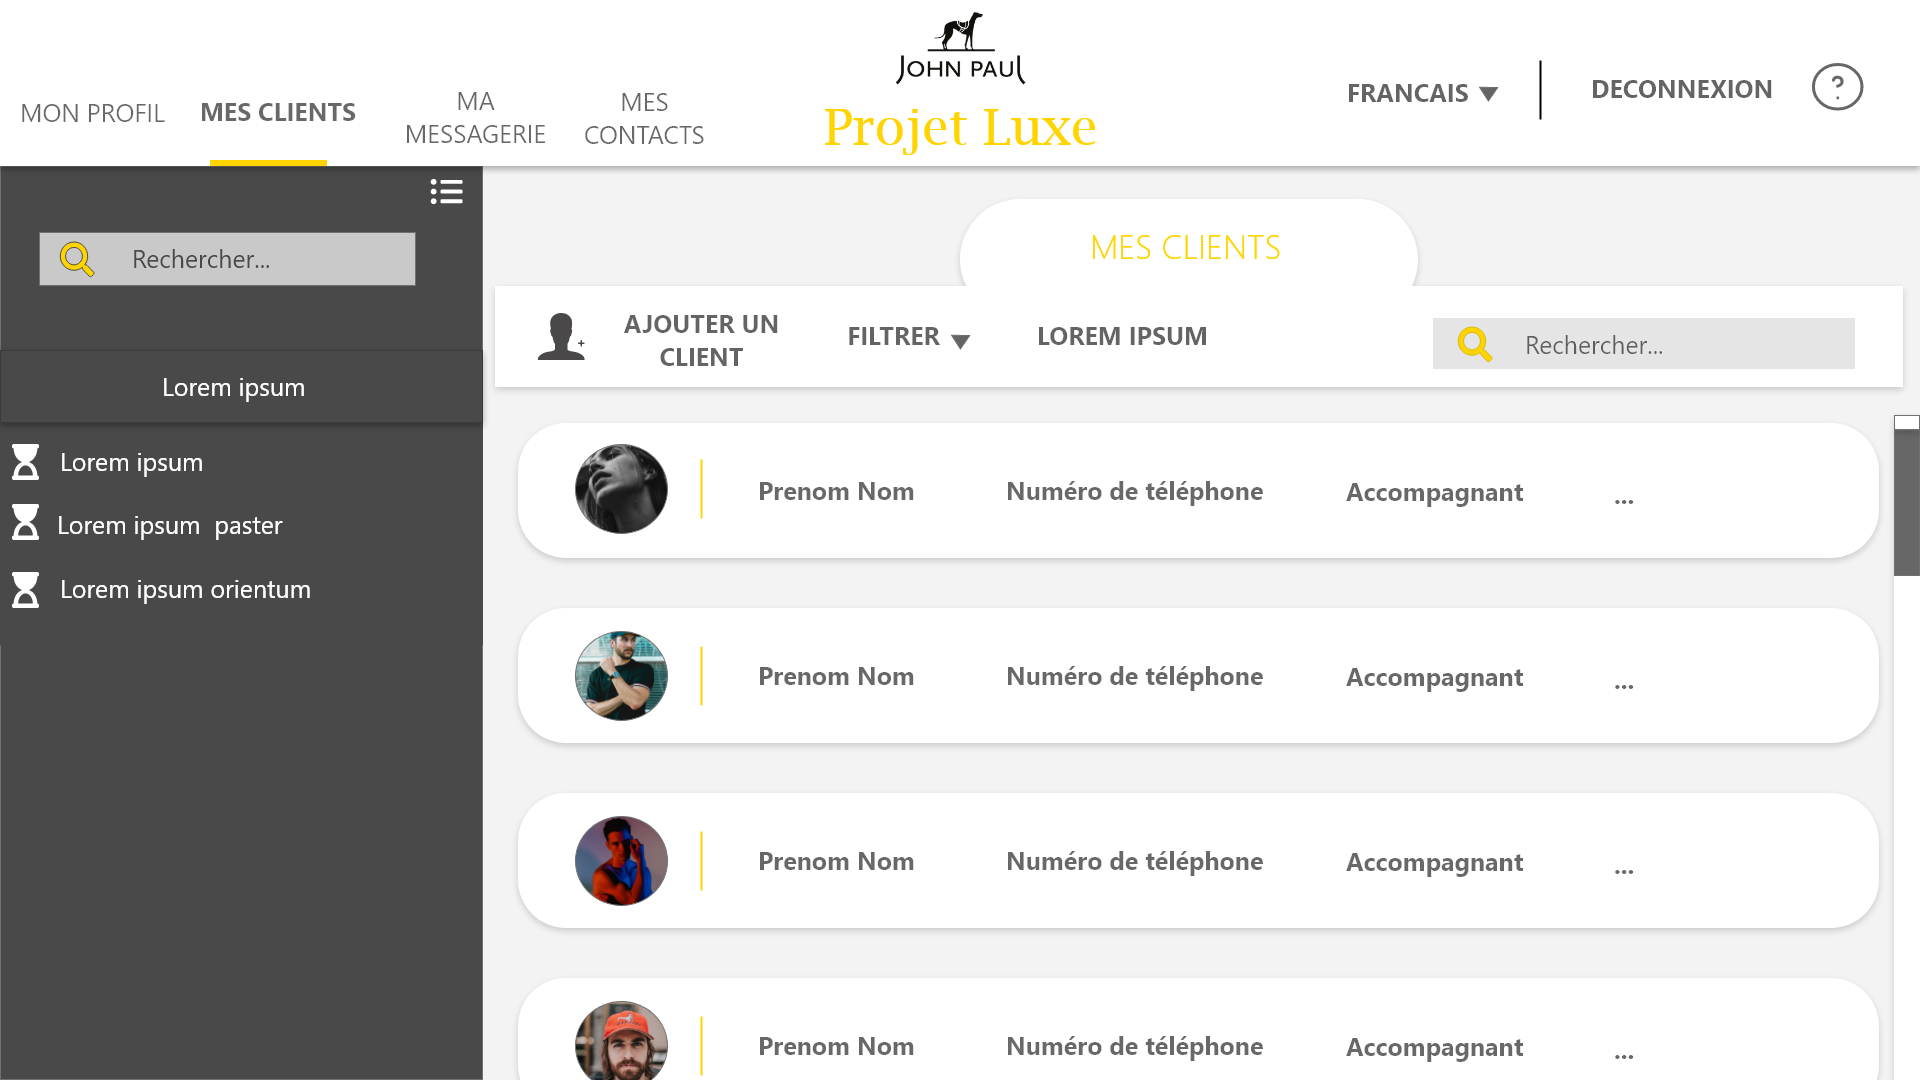 JOHN PAUL
Projet Luxe
MON PROFIL
MES CLIENTS
MA
MESSAGERIE
MES
CONTACTS
FRANCAIS
DECONNEXION
?
Rechercher...
Lorem ipsum
Lorem ipsum
Lorem ipsum  paster
Lorem ipsum orientum
MES CLIENTS
AJOUTER UN
CLIENT
FILTRER
LOREM IPSUM
Rechercher...
Prenom Nom Numéro de téléphone Accompagnant ...
Prenom Nom Numéro de téléphone Accompagnant ...
Prenom Nom Numéro de téléphone Accompagnant ...
Prenom Nom Numéro de téléphone Accompagnant ...